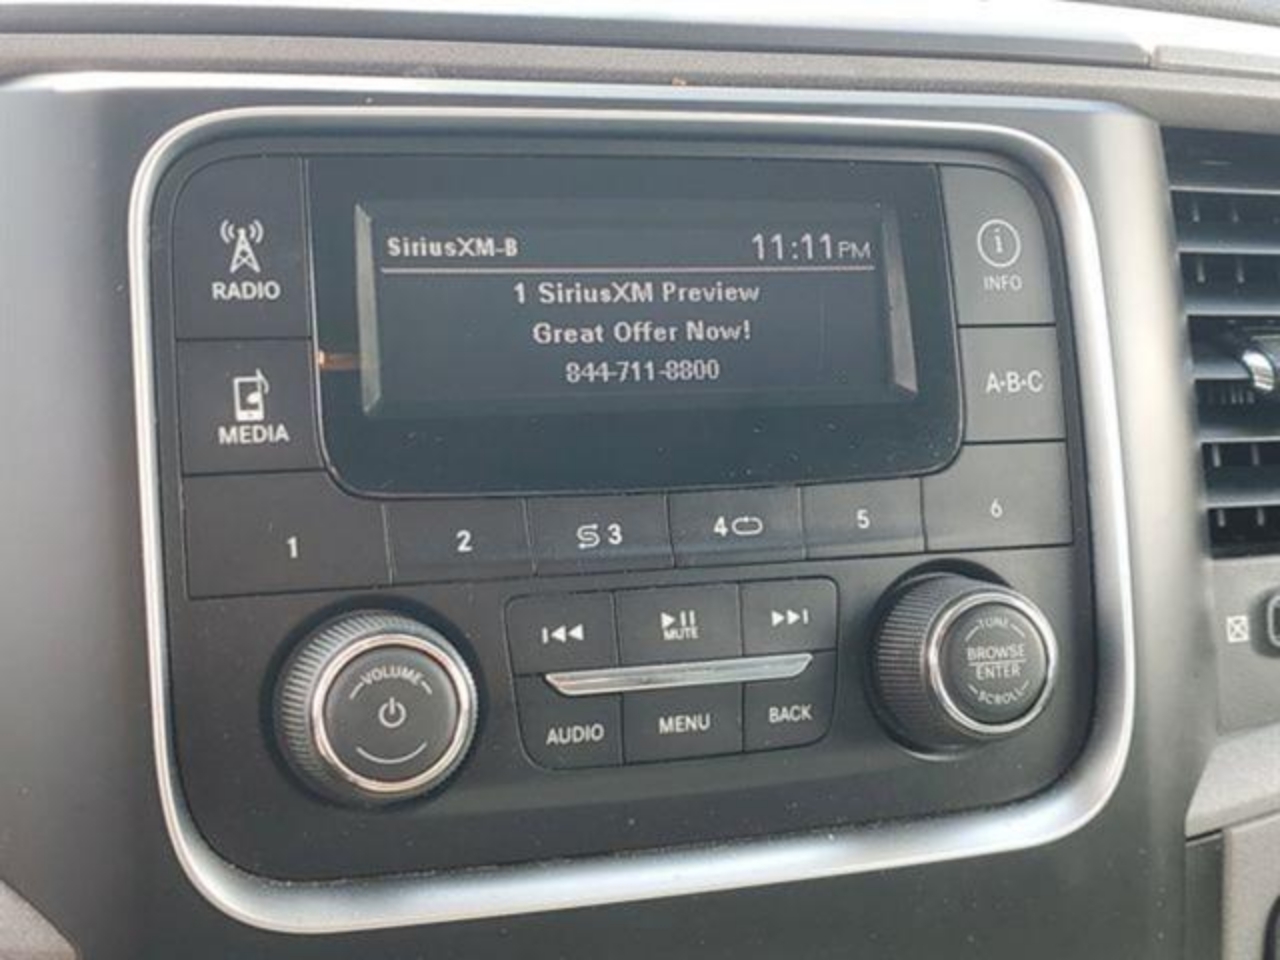 SiriusXM-B 11:11PM
1 SiriusXM Preview
Great Offer Now!
844-711-8800
RADIO
MEDIA
i
INFO
A-B-C
1 2 3 4 5 6
VOLUME
MUTE
AUDIO MENU BACK
TUNE
BROWSE
ENTER
SCROLL